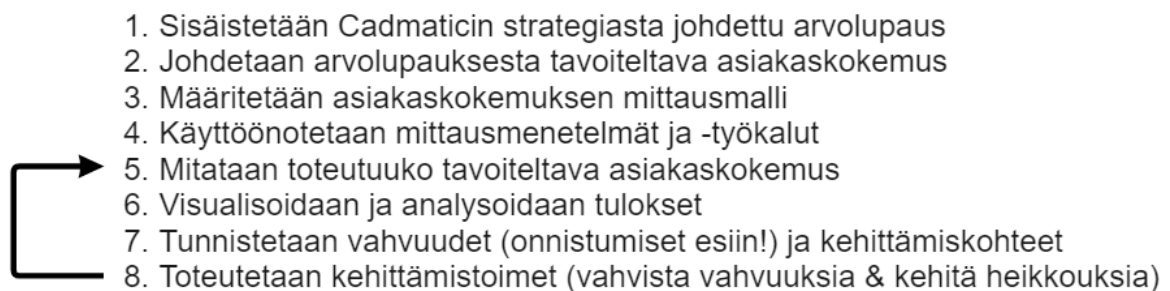 1. Sisäistetään Cadmaticin strategiasta johdettu arvolupaus
2. Johdetaan arvolupauksesta tavoiteltava asiakaskokemus
3. Määritetään asiakaskokemuksen mittausmalli
4. Käyttöönotetaan mittausmenetelmät ja -työkalut
5. Mitataan toteutuuko tavoiteltava asiakaskokemus
6. Visualisoidaan ja analysoidaan tulokset
7. Tunnistetaan vahvuudet (onnistumiset esiin!) ja kehittämiskohteet
8. Toteutetaan kehittämistoimet (vahvista vahvuuksia & kehitä heikkouksia)